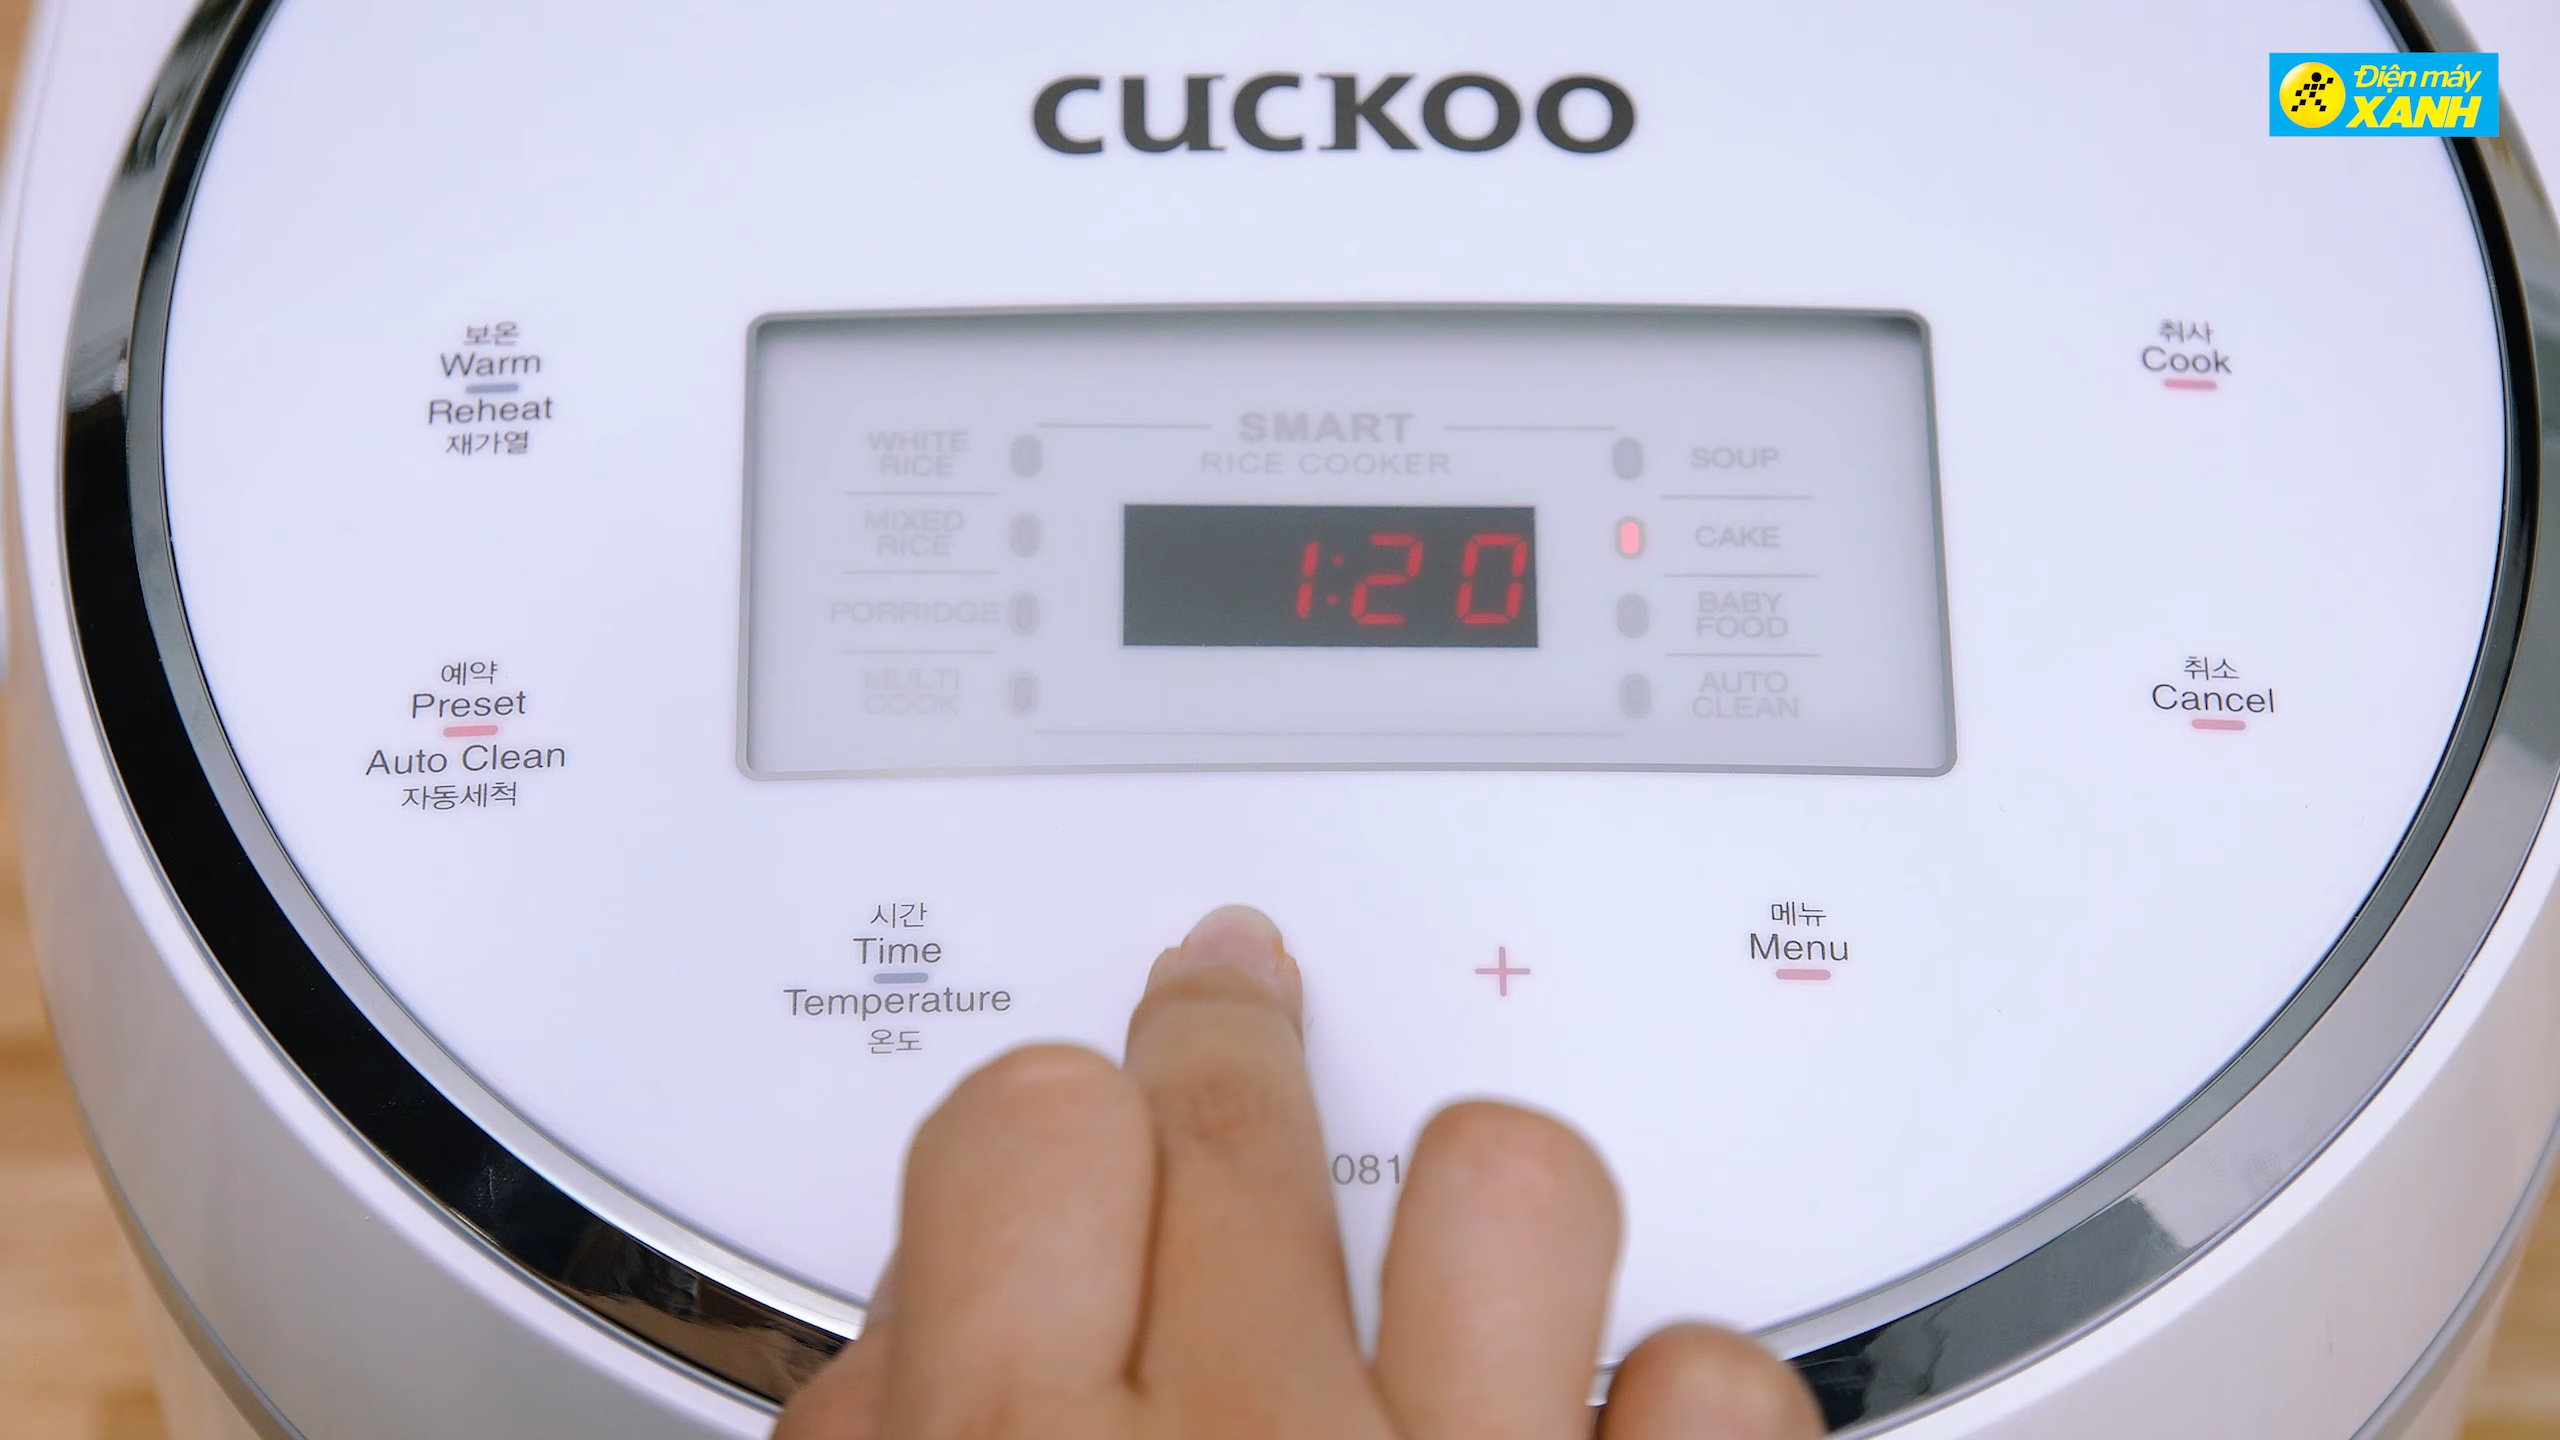 CUCKOO
Điện máy
XANH
보온
Warm
Reheat
재가열
취사
Cook
SMART
RICE COOKER
WHITE
RICE
MIXED
RICE
PORRIDGE
MULTI
COOK
1:20
SOUP
CAKE
BABY
FOOD
AUTO
CLEAN
예약
Preset
Auto Clean
자동세척
취소
Cancel
시간
Time
Temperature
온도
+
메뉴
Menu
081